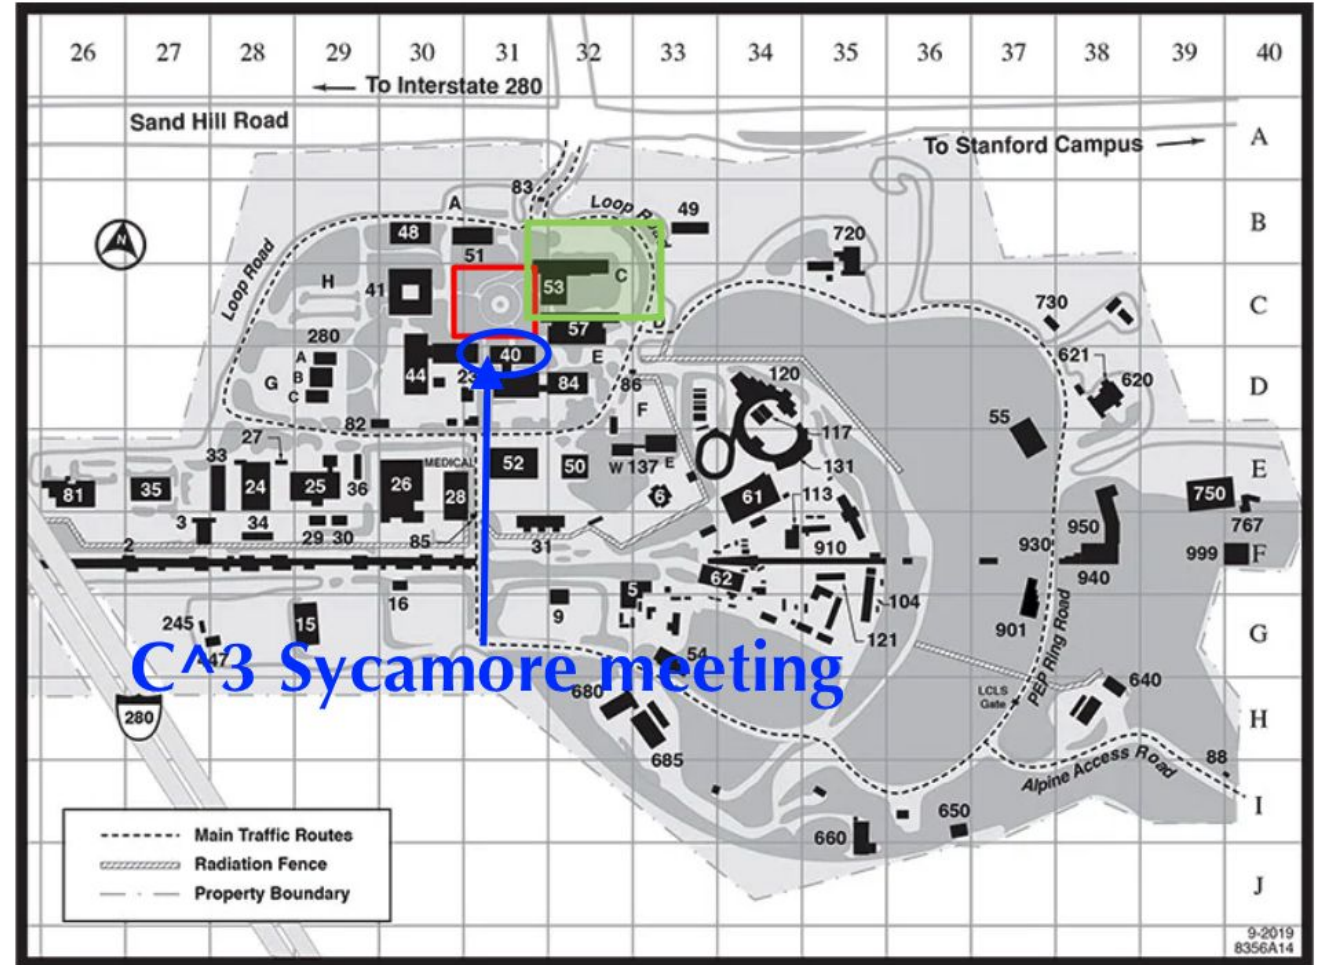 26 27 28 29 30 31 32 33 34 35 36 37 38 39 40
To Interstate 280
Sand Hill Road
A
To Stanford Campus
83
A
Loop Road
49
B
48
51
720
Loop Road
H
41
53
C
C
730
57
D
280
A
40
E
621
G
B
44
23
84
86
120
620
D
C
F
55
82
117
27
33
MEDICAL
52
50
W 137 E
131
E
81
35
24
25
36
26
28
6
61
113
750
3
34
29 30
85
31
950
767
2
910
930
999
F
62
940
16
9
5
104
245
15
901
121
G
47
54
C^3 Sycamore meeting
PEP Ring Road
680
LCLS
Gate
640
280
H
685
88
Alpine Access Road
650
I
660
Main Traffic Routes
Radiation Fence
Property Boundary
J
9-2019
8356A14